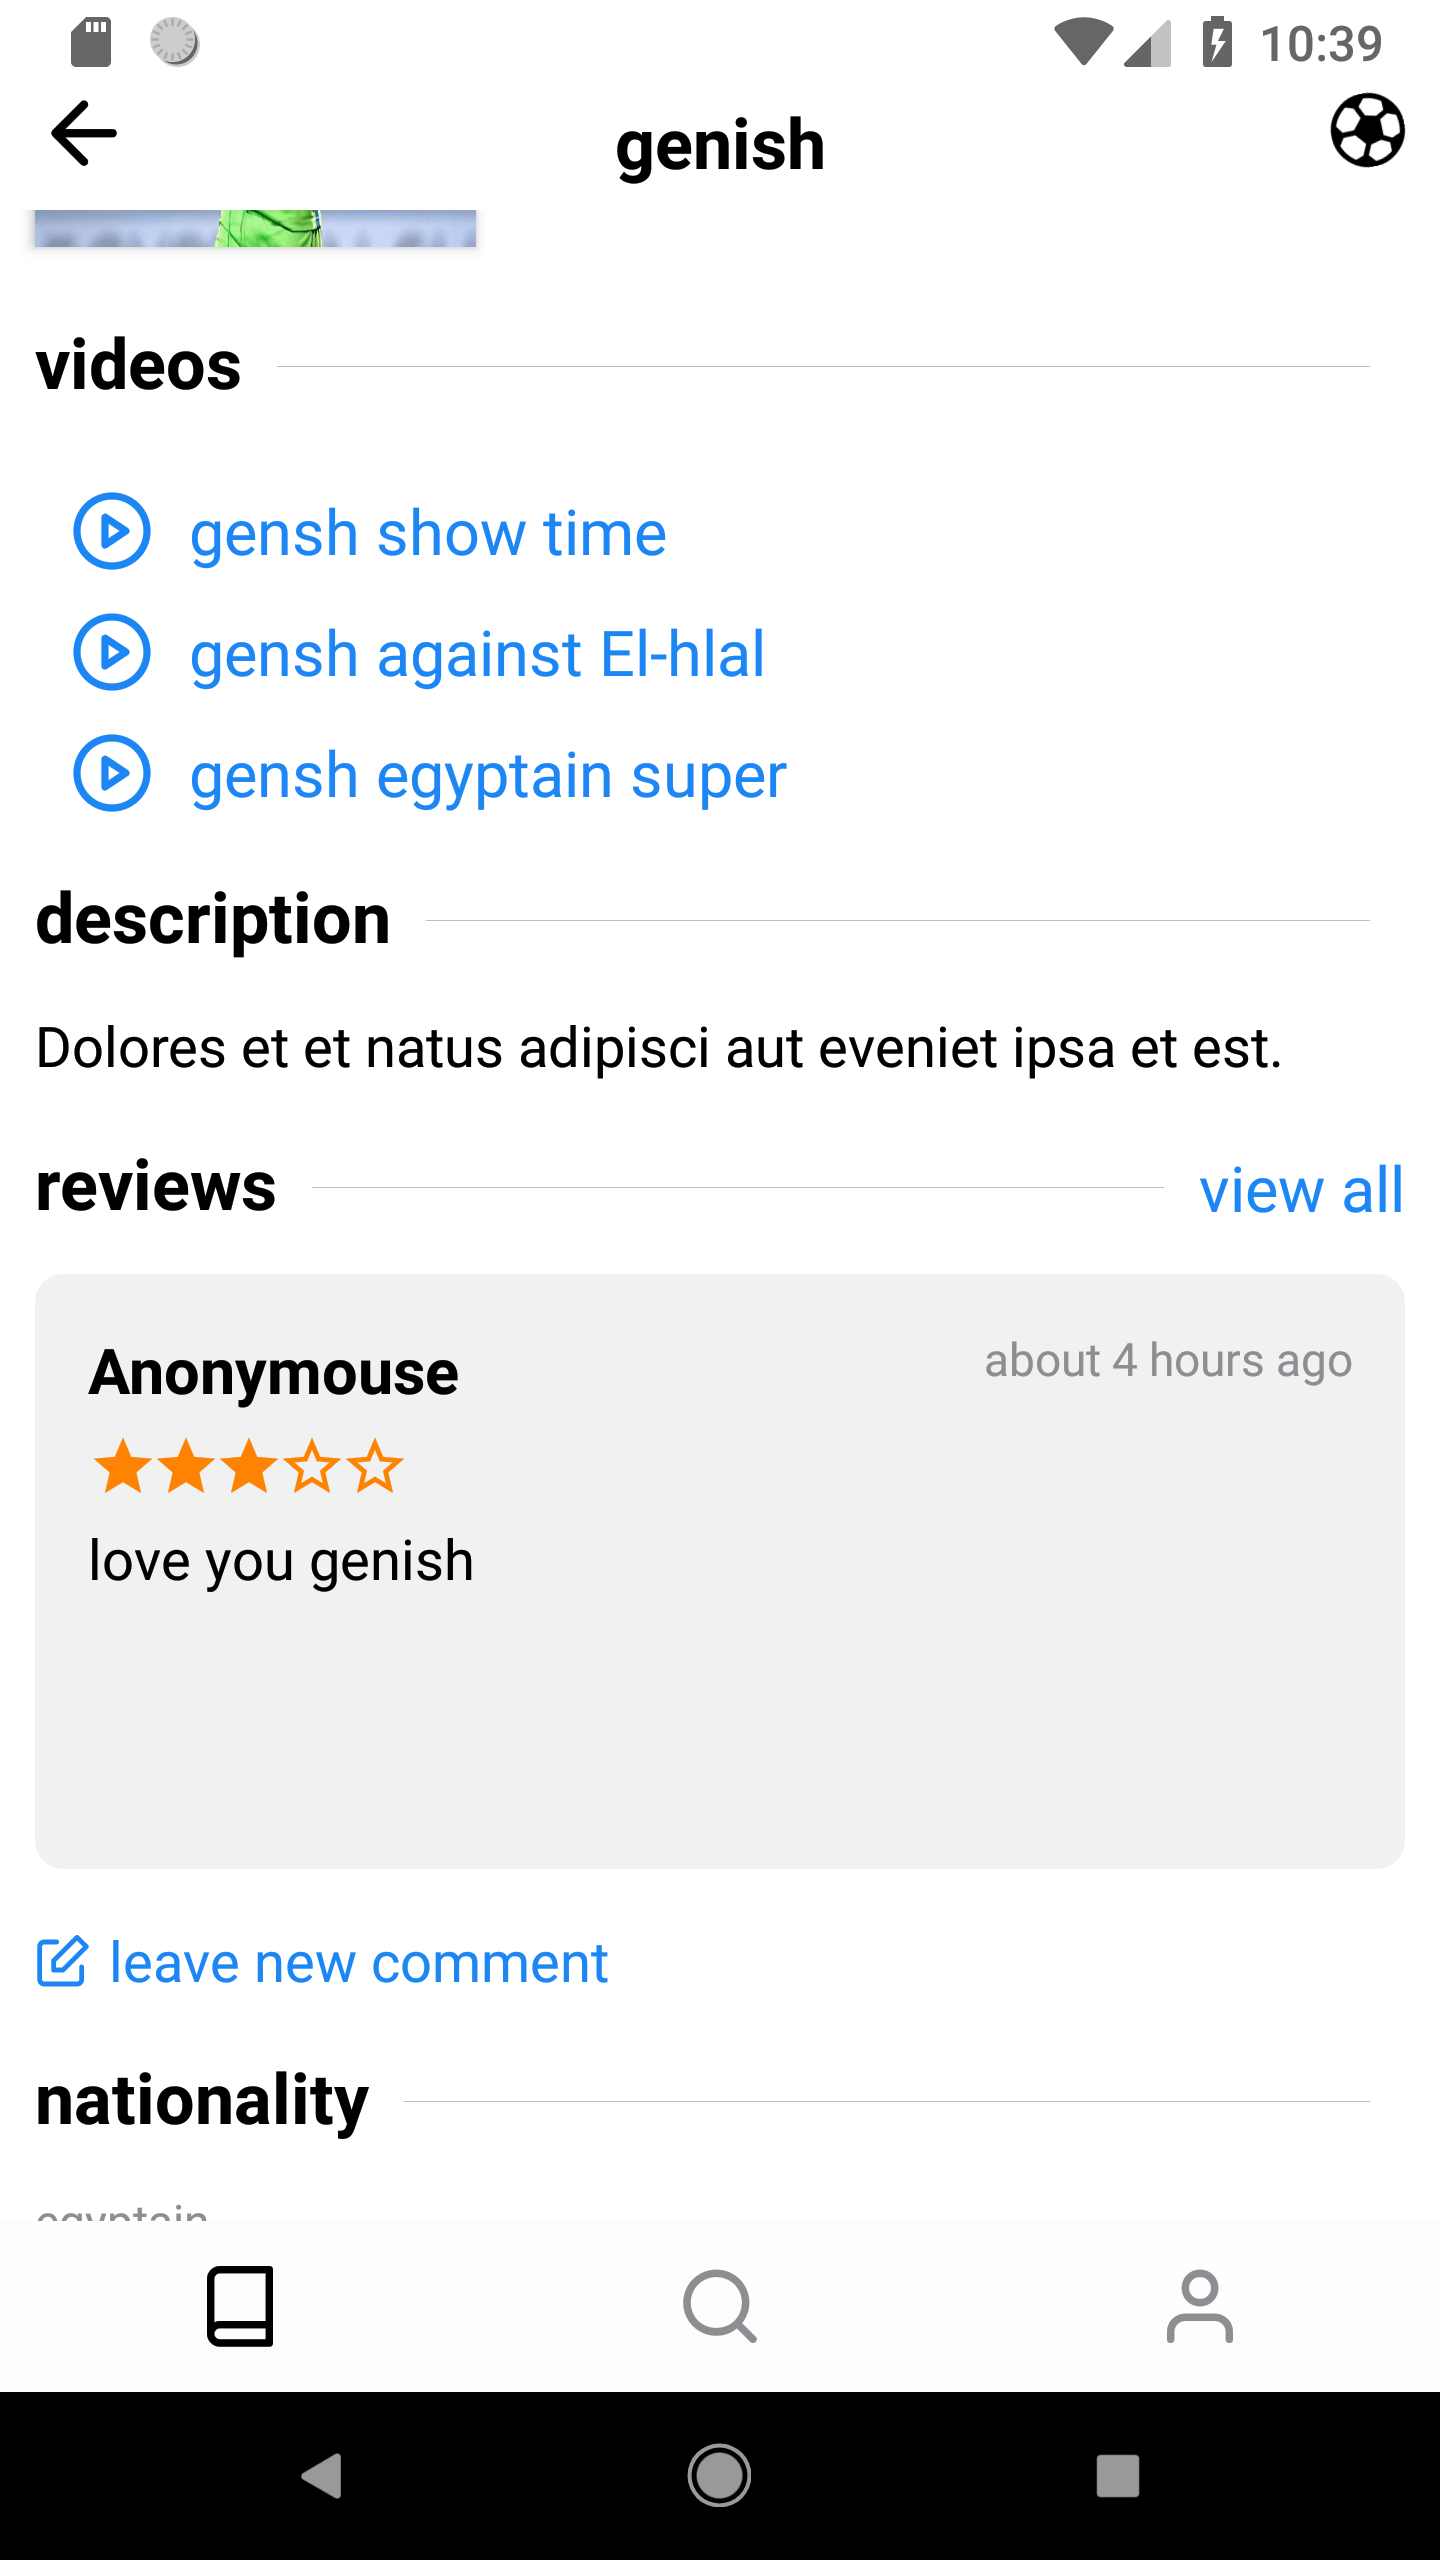 10:39
genish
videos
gensh show time
gensh against El-hlal
gensh egyptain super
description
Dolores et et natus adipisci aut eveniet ipsa et est.
reviews
view all
Anonymouse
about 4 hours ago
love you genish
leave new comment
nationality
egyptain